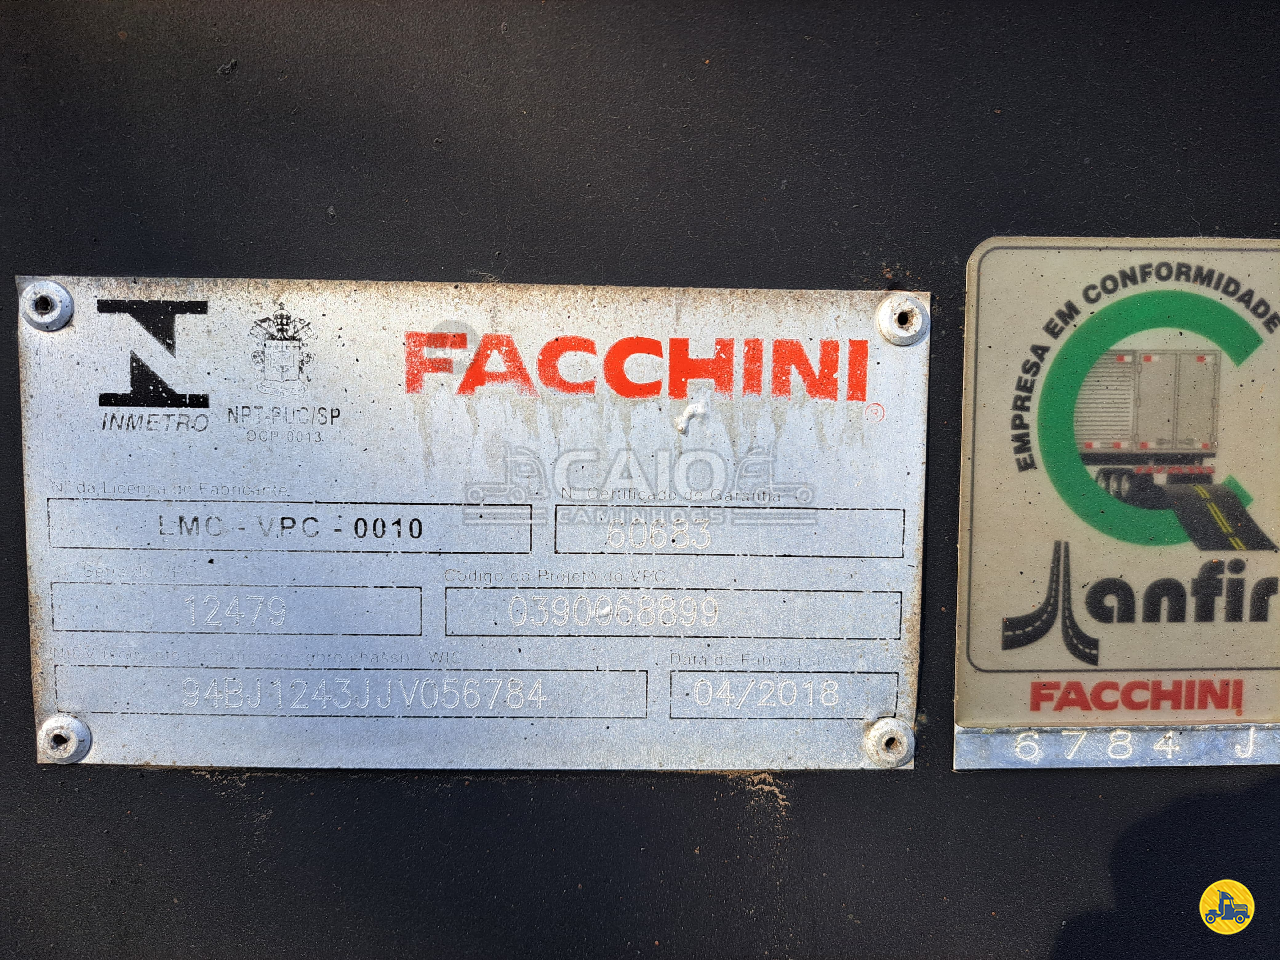 INMETRO
NPT-PUC/SP
OCP 0013
FACCHINI
®
Nº da Licença do Fabricante
Nº Certificado de Garantia
LMC - VPC - 0010
60683
Código do Projeto do VPC
12479
0390068899
Data de Fabricação
94BJ1243JJV056784
04/2018
CAIO
CAMINHÕES
EMPRESA EM CONFORMIDADE
anfir
FACCHINI
6784 J